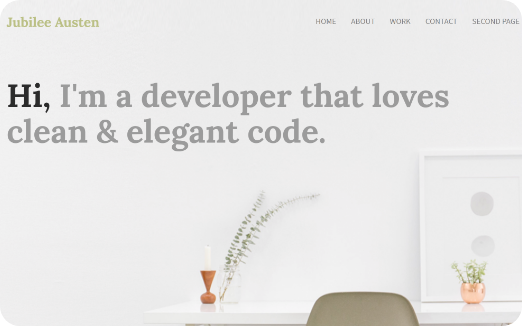 Jubilee Austen
HOME ABOUT WORK CONTACT SECOND PAGE
Hi, I'm a developer that loves
clean & elegant code.